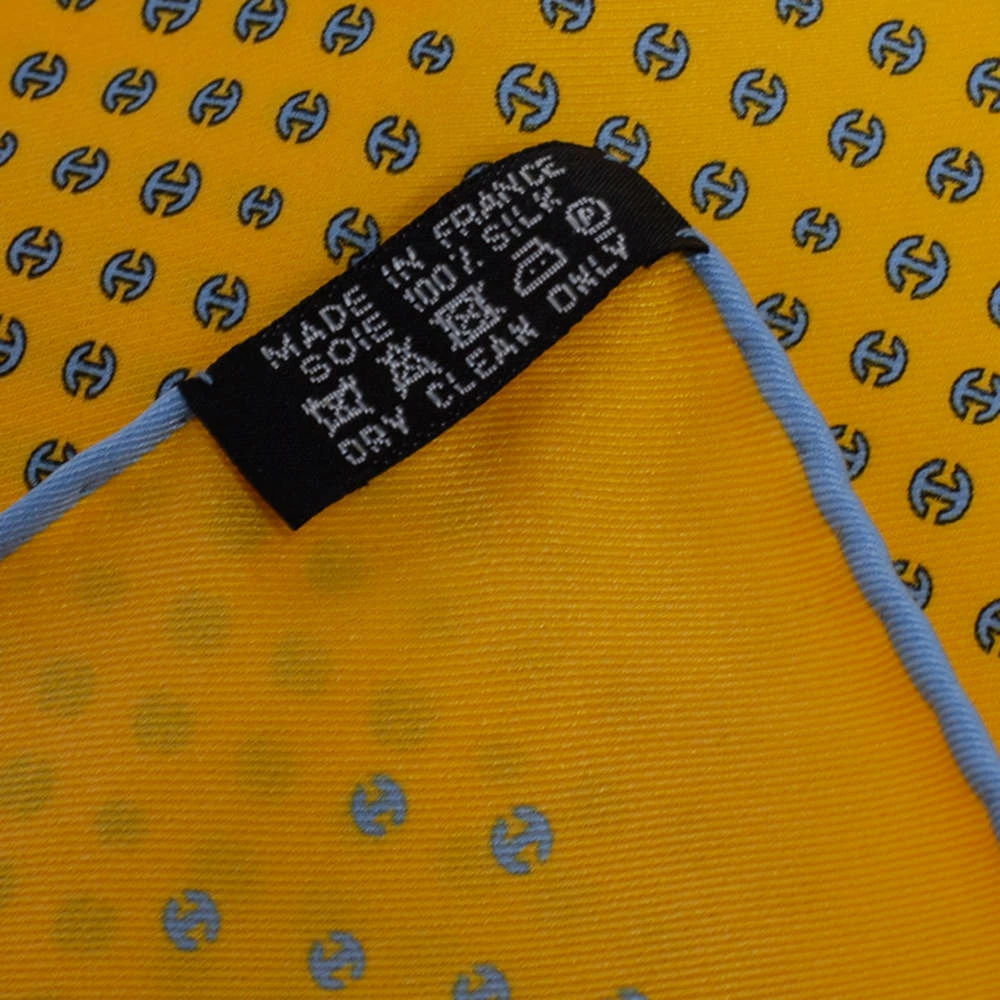 MADE IN FRANCE
SOIE 100% SILK
P
DRY CLEAN ONLY